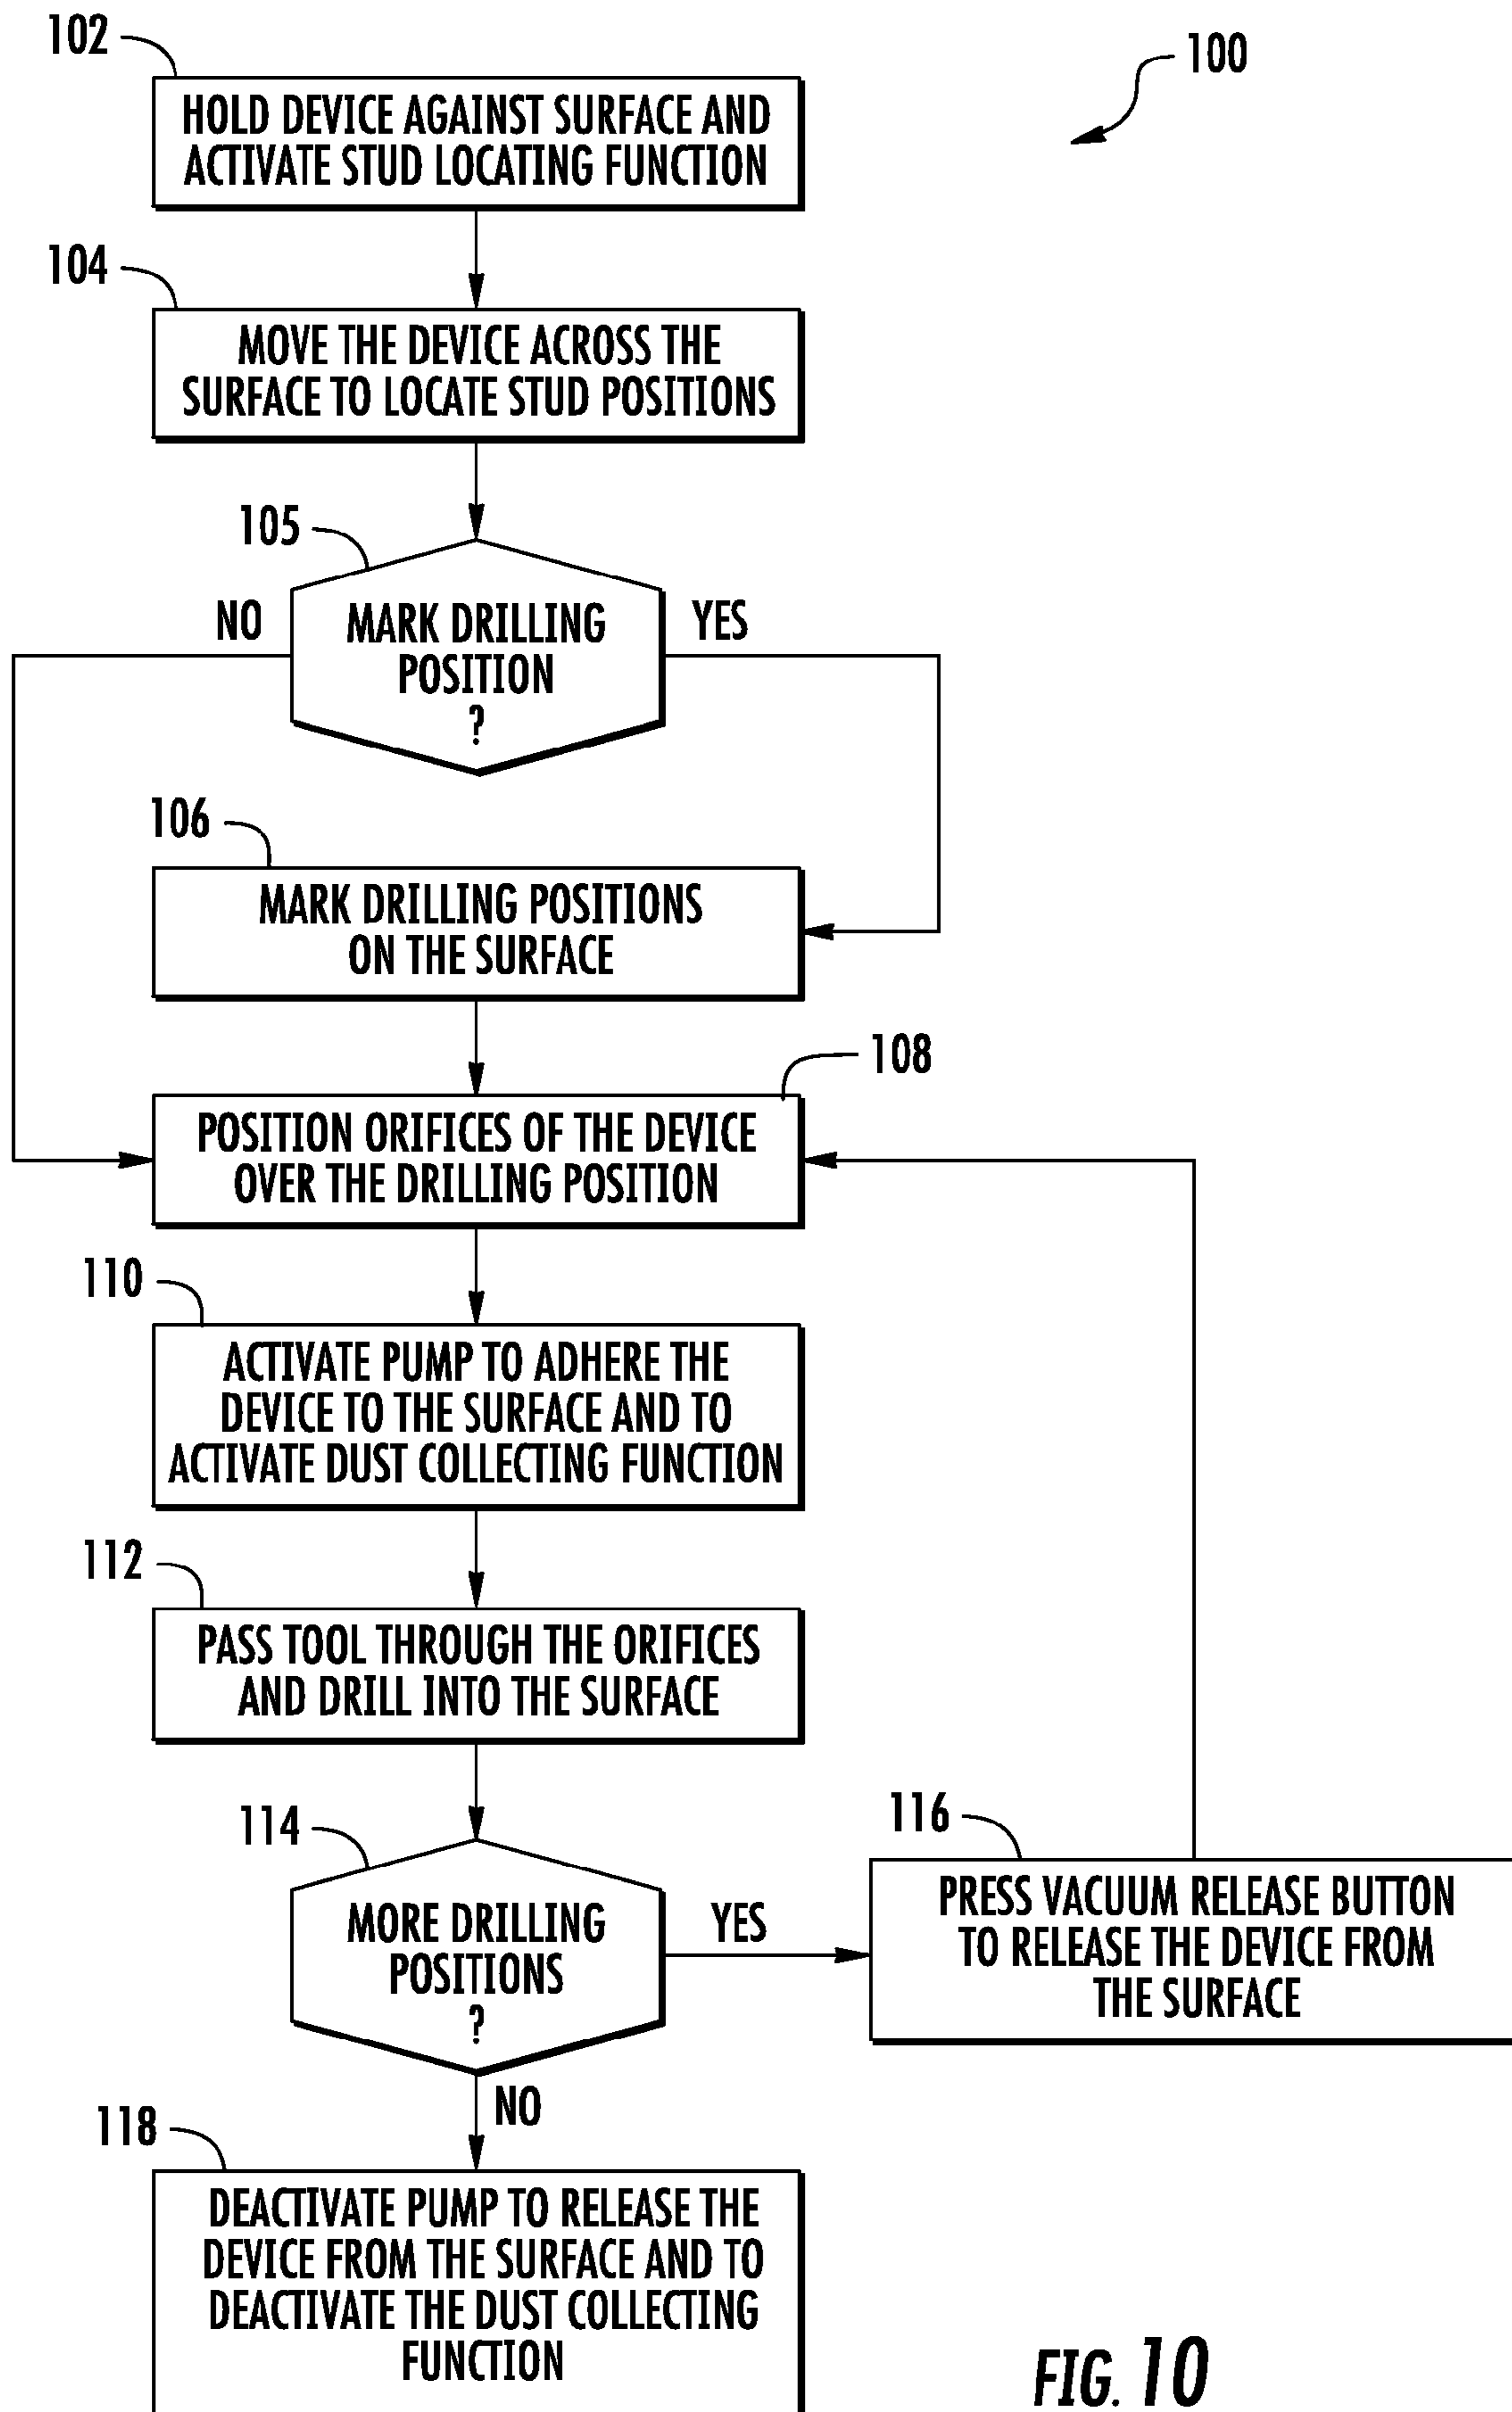 102
100
HOLD DEVICE AGAINST SURFACE AND
ACTIVATE STUD LOCATING FUNCTION
104
MOVE THE DEVICE ACROSS THE
SURFACE TO LOCATE STUD POSITIONS
105
NO
YES
MARK DRILLING
POSITION
?
106
MARK DRILLING POSITIONS
ON THE SURFACE
108
POSITION ORIFICES OF THE DEVICE
OVER THE DRILLING POSITION
110
ACTIVATE PUMP TO ADHERE THE
DEVICE TO THE SURFACE AND TO
ACTIVATE DUST COLLECTING FUNCTION
112
PASS TOOL THROUGH THE ORIFICES
AND DRILL INTO THE SURFACE
114
MORE DRILLING
POSITIONS
?
YES
116
PRESS VACUUM RELEASE BUTTON
TO RELEASE THE DEVICE FROM
THE SURFACE
NO
118
DEACTIVATE PUMP TO RELEASE THE
DEVICE FROM THE SURFACE AND TO
DEACTIVATE THE DUST COLLECTING
FUNCTION
FIG. 10